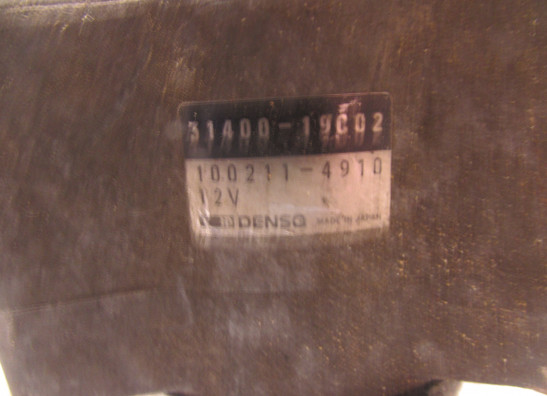 31400-19C02
100211-4910
12V
DENSO MADE IN JAPAN